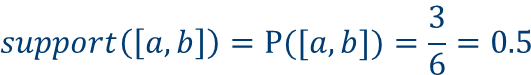 support([a, b]) = P([a, b]) = 3/6 = 0.5